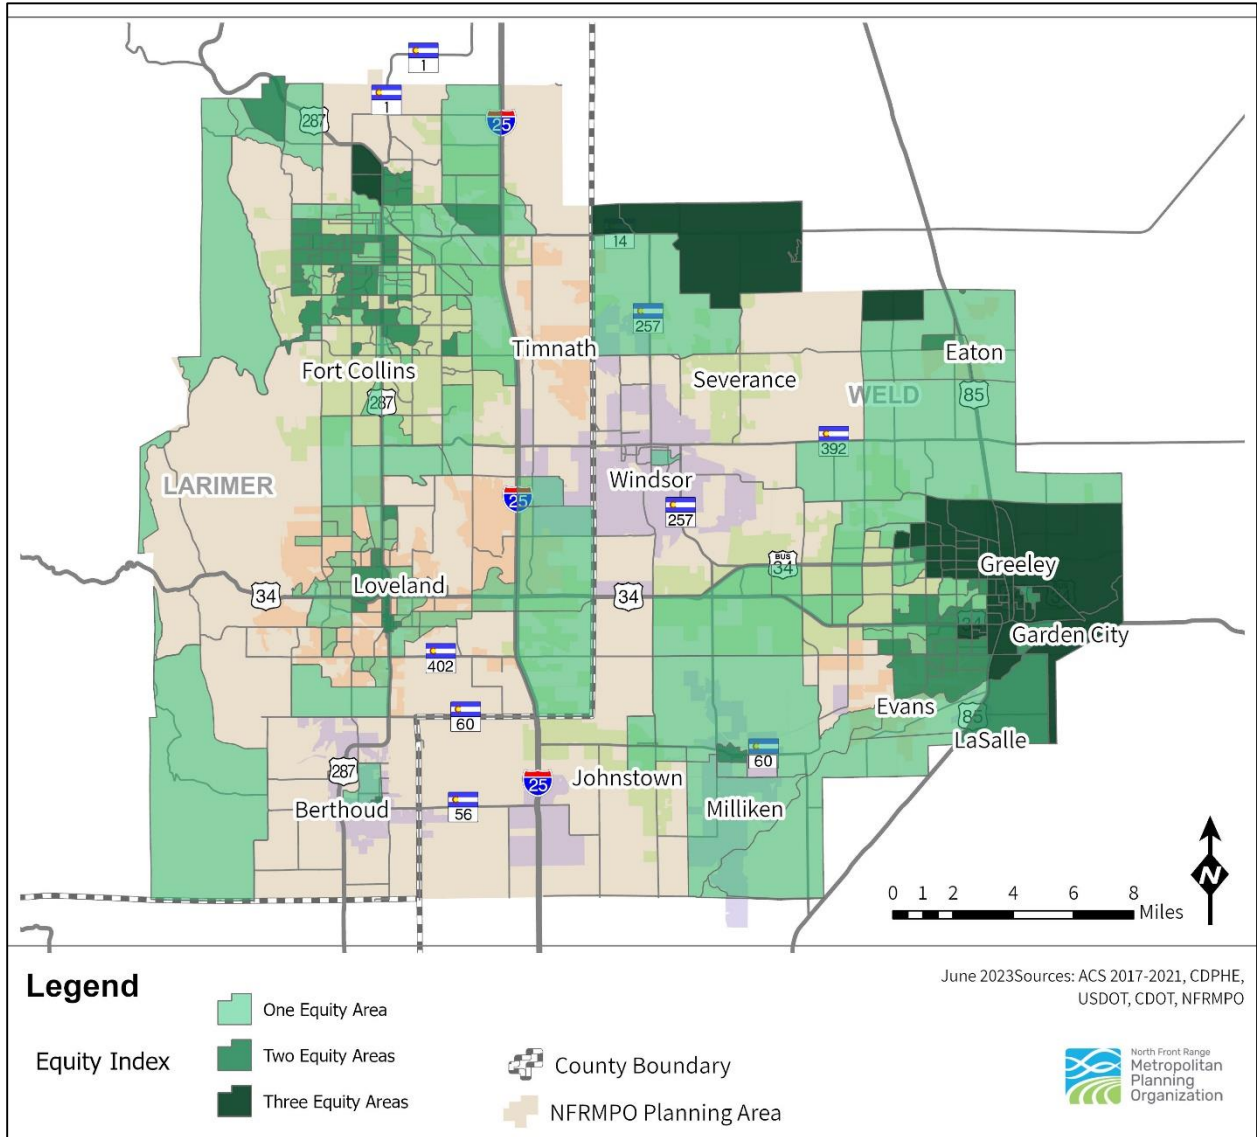 1
1
287
25
14
257
Timnath
Eaton
Fort Collins
Severance
287
WELD
85
392
LARIMER
Windsor
25
257
BUS
34
Greeley
Loveland
34
34
34
Garden City
402
Evans
60
85
LaSalle
60
287
Johnstown
25
Berthoud
56
Milliken
N
0 1 2 4 6 8
Miles
Legend
June 2023Sources: ACS 2017-2021, CDPHE,
USDOT, CDOT, NFRMPO
One Equity Area
Equity Index
Two Equity Areas
Three Equity Areas
County Boundary
NFRMPO Planning Area
North Front Range
Metropolitan
Planning
Organization